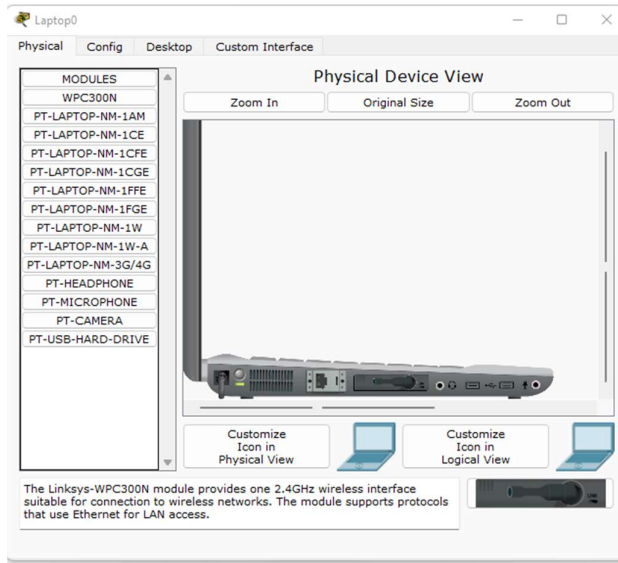 Laptop0
Physical Config Desktop Custom Interface
MODULES
WPC300N
PT-LAPTOP-NM-1AM
PT-LAPTOP-NM-1CE
PT-LAPTOP-NM-1CFE
PT-LAPTOP-NM-1CGE
PT-LAPTOP-NM-1FFE
PT-LAPTOP-NM-1FGE
PT-LAPTOP-NM-1W
PT-LAPTOP-NM-1W-A
PT-LAPTOP-NM-3G/4G
PT-HEADPHONE
PT-MICROPHONE
PT-CAMERA
PT-USB-HARD-DRIVE
Physical Device View
Zoom In Original Size Zoom Out
Customize
Icon in
Physical View
Customize
Icon in
Logical View
The Linksys-WPC300N module provides one 2.4GHz wireless interface
suitable for connection to wireless networks. The module supports protocols
that use Ethernet for LAN access.